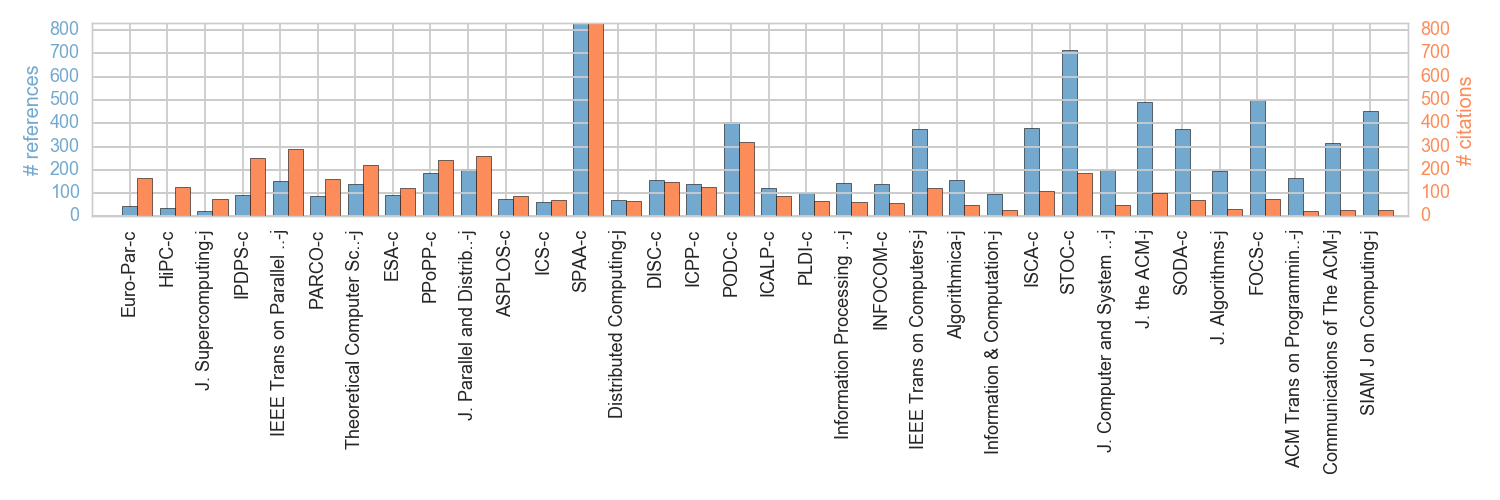 # references
800
700
600
500
400
300
200
100
0
800
700
600
500
400
300
200
100
0
# citations
Euro-Par-c
HiPC-c
J. Supercomputing-j
IPDPS-c
IEEE Trans on Parallel ..-j
PARCO-c
Theoretical Computer Sc..-j
ESA-c
PPoPP-c
J. Parallel and Distrib..-j
ASPLOS-c
ICS-c
SPAA-c
Distributed Computing-j
DISC-c
ICPP-c
PODC-c
ICALP-c
PLDI-c
Information Processing ..-j
INFOCOM-c
IEEE Trans on Computers-j
Algorithmica-j
Information & Computation-j
ISCA-c
STOC-c
J. Computer and System ..-j
J. the ACM-j
SODA-c
J. Algorithms-j
FOCS-c
ACM Trans on Programmin..-j
Communications of The ACM-j
SIAM J on Computing-j